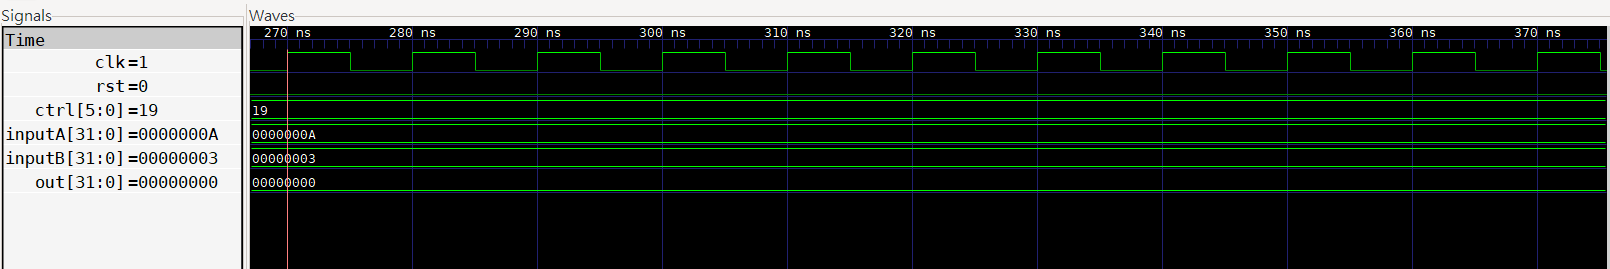 Signals Waves
Time 270 ns 280 ns 290 ns 300 ns 310 ns 320 ns 330 ns 340 ns 350 ns 360 ns 370 ns
clk=1
rst=0
ctrl[5:0]=19 19
inputA[31:0]=0000000A 0000000A
inputB[31:0]=00000003 00000003
out[31:0]=00000000 00000000